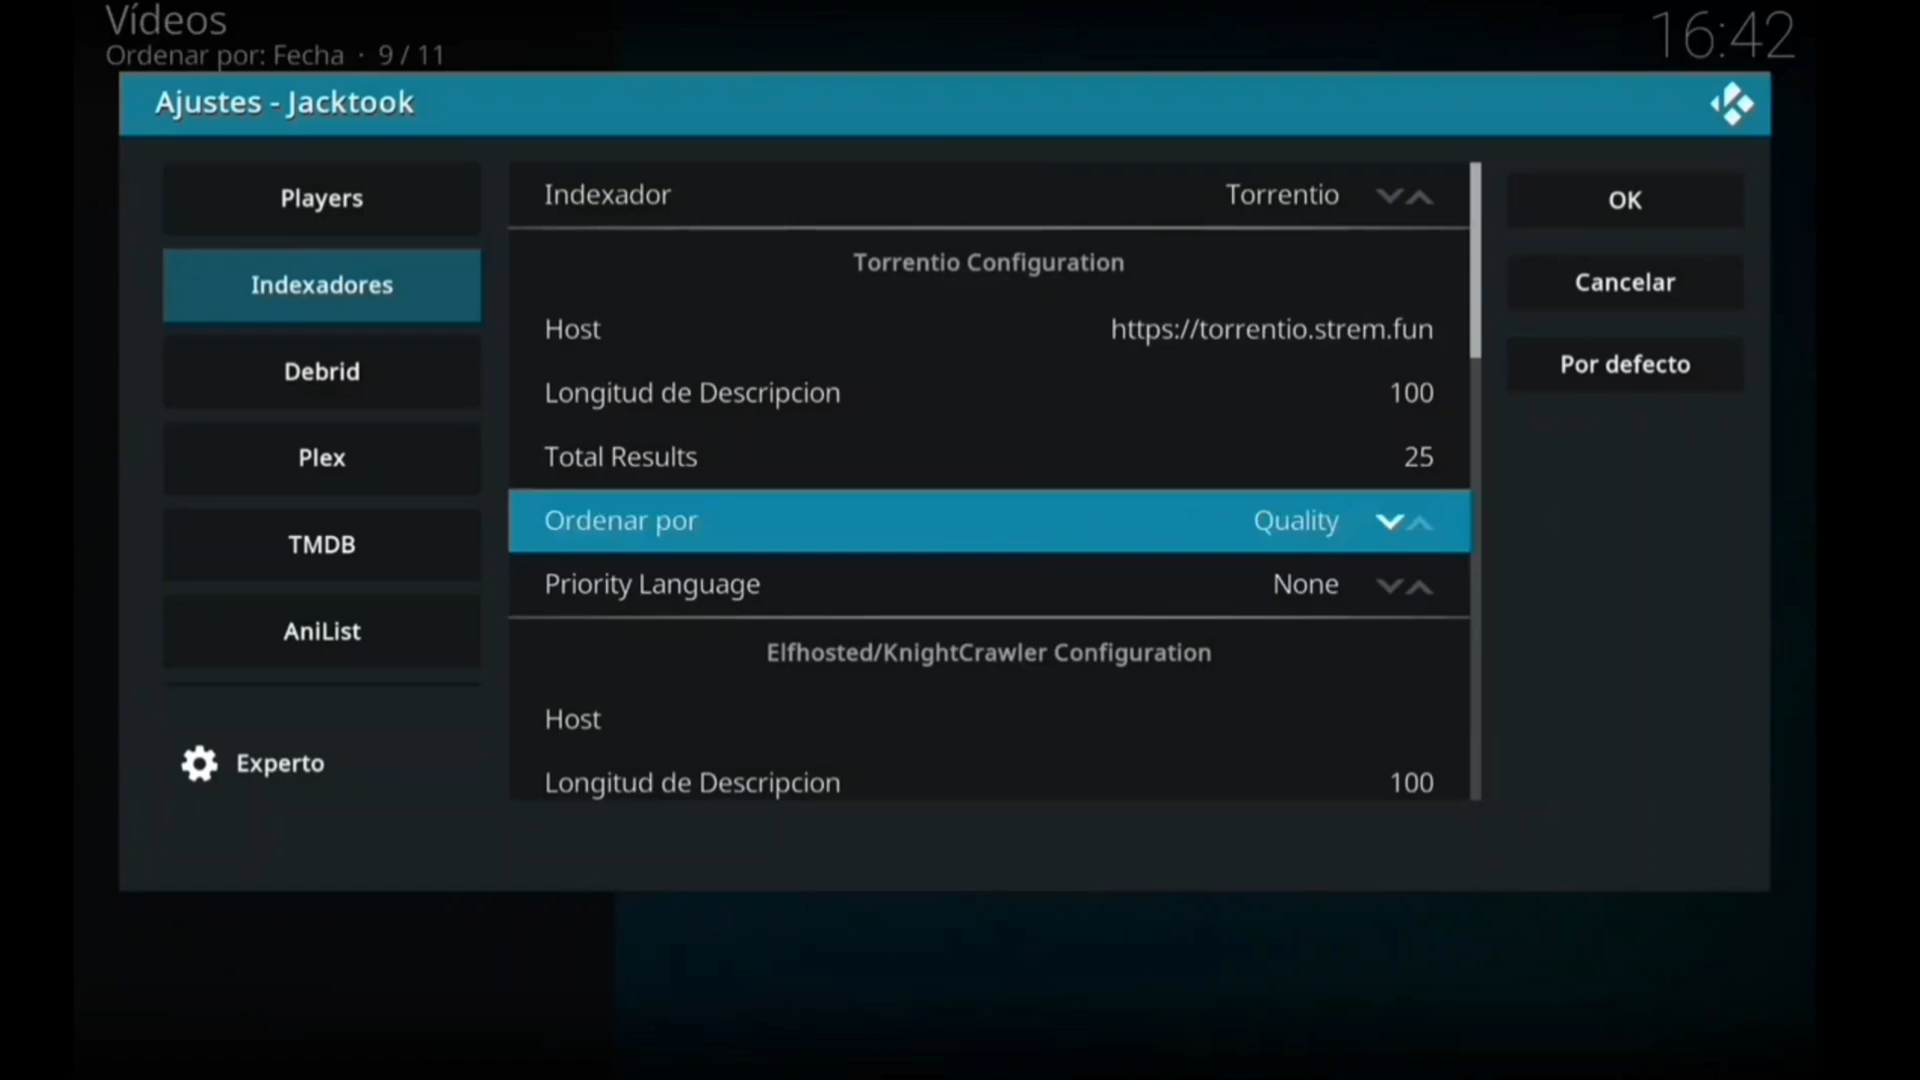 Vídeos
Ordenar por: Fecha · 9 / 11
16:42
Ajustes - Jacktook
Players
Indexadores
Debrid
Plex
TMDB
AniList
Experto
Indexador Torrentio
Torrentio Configuration
Host https://torrentio.strem.fun
Longitud de Descripcion 100
Total Results 25
Ordenar por Quality
Priority Language None
Elfhosted/KnightCrawler Configuration
Host
Longitud de Descripcion 100
OK
Cancelar
Por defecto